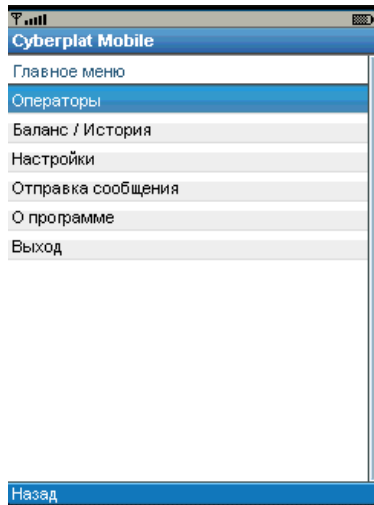 Cyberplat Mobile
Главное меню
Операторы
Баланс / История
Настройки
Отправка сообщения
О программе
Выход
Назад